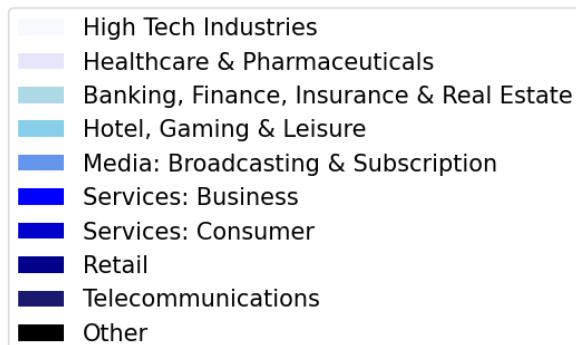 High Tech Industries
Healthcare & Pharmaceuticals
Banking, Finance, Insurance & Real Estate
Hotel, Gaming & Leisure
Media: Broadcasting & Subscription
Services: Business
Services: Consumer
Retail
Telecommunications
Other